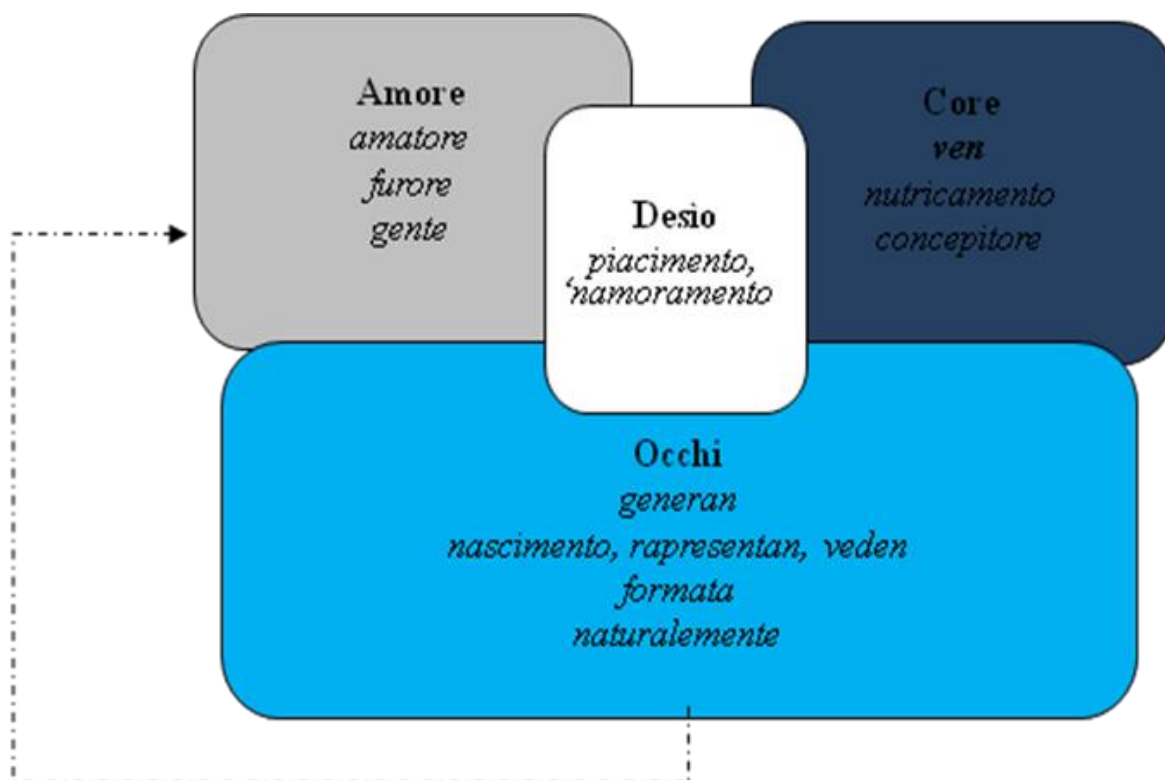 Amore
amatore
furore
gente
Core
ven
nutricamento
concepitore
Desio
piacimento,
‘namoramento
Occhi
generan
nascimento, rapresentan, veden
formata
naturalemente